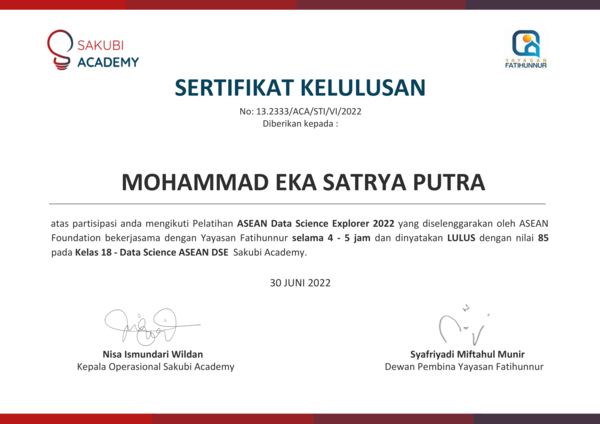 SAKUBI
ACADEMY
YAYASAN
FATIHUNNUR
SERTIFIKAT KELULUSAN
No: 13.2333/ACA/STI/VI/2022
Diberikan kepada :
MOHAMMAD EKA SATRYA PUTRA
atas partisipasi anda mengikuti Pelatihan ASEAN Data Science Explorer 2022 yang diselenggarakan oleh ASEAN
Foundation bekerjasama dengan Yayasan Fatihunnur selama 4 - 5 jam dan dinyatakan LULUS dengan nilai 85
pada Kelas 18 - Data Science ASEAN DSE Sakubi Academy.
30 JUNI 2022
Nisa Ismundari Wildan
Kepala Operasional Sakubi Academy
Syafriyadi Miftahul Munir
Dewan Pembina Yayasan Fatihunnur